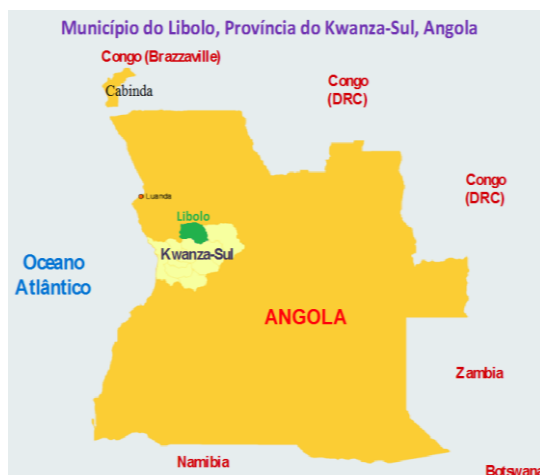 Município do Libolo, Província do Kwanza-Sul, Angola
Congo (Brazzaville)
Cabinda
Congo
(DRC)
Congo
(DRC)
Luanda
Libolo
Kwanza-Sul
Oceano
Atlântico
ANGOLA
Zambia
Namibia
Botswana